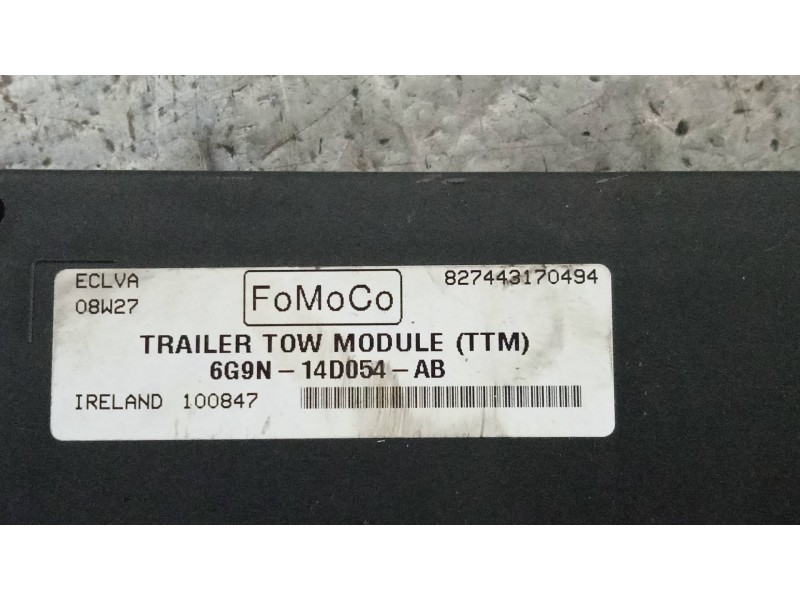 ECLVA
FoMoCo
827443170494
08W27
TRAILER TOW MODULE (TTM)
6G9N-14D054-AB
IRELAND 100847